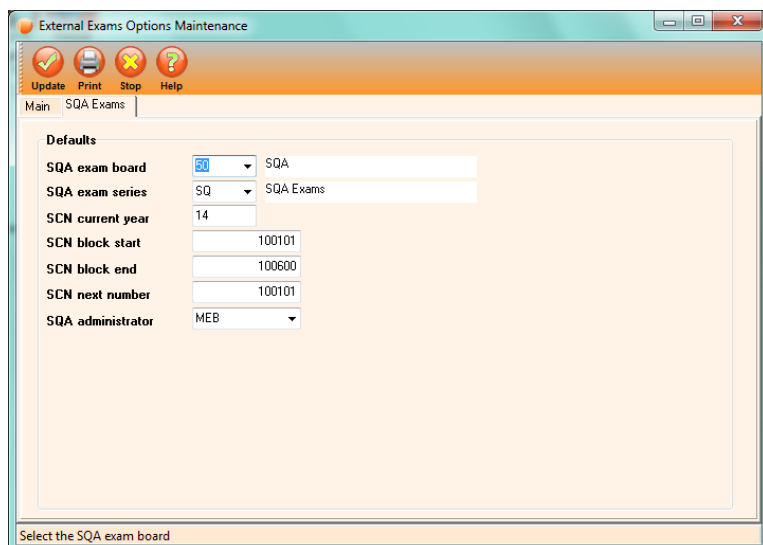 External Exams Options Maintenance
Update Print Stop Help
Main SQA Exams
Defaults
SQA exam board 50 SQA
SQA exam series SQ SQA Exams
SCN current year 14
SCN block start 100101
SCN block end 100600
SCN next number 100101
SQA administrator MEB
Select the SQA exam board